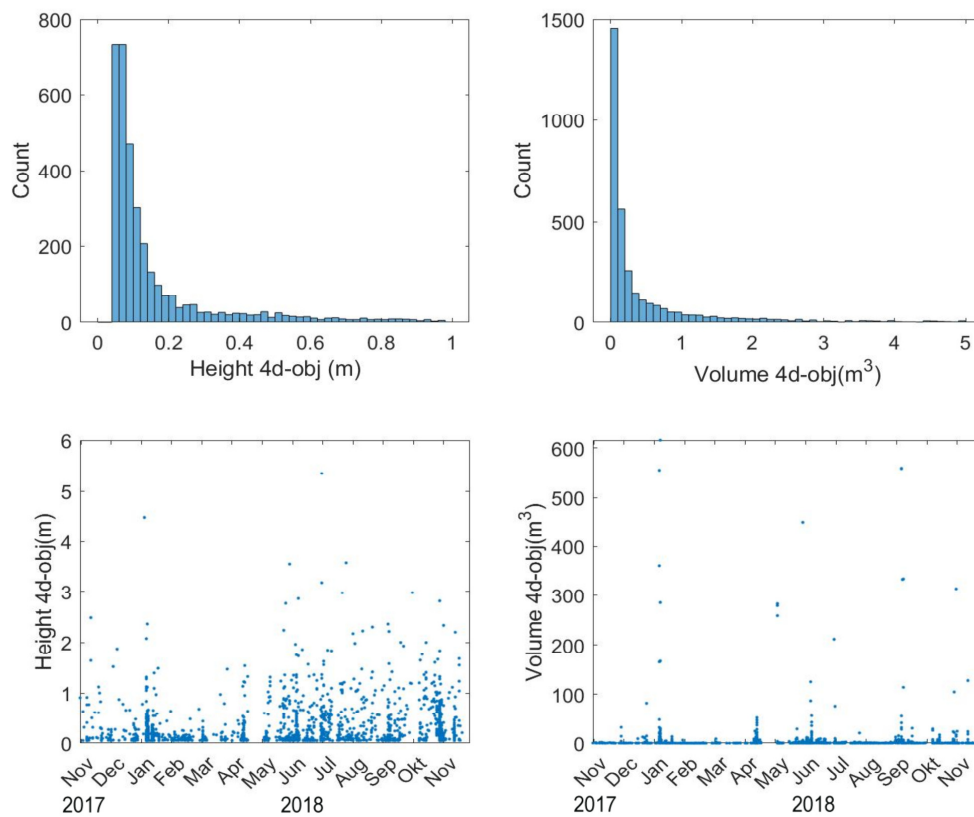 800
600
400
200
0
Count
0
0.2
0.4
0.6
0.8
1
Height 4d-obj (m)
1500
1000
500
0
Count
0
1
2
3
4
5
Volume 4d-obj(m³)
6
5
4
3
2
1
0
Height 4d-obj(m)
Nov
Dec
Jan
Feb
Mar
Apr
May
Jun
Jul
Aug
Sep
Okt
Nov
2017
2018
600
500
400
300
200
100
0
Volume 4d-obj(m³)
Nov
Dec
Jan
Feb
Mar
Apr
May
Jun
Jul
Aug
Sep
Okt
Nov
2017
2018